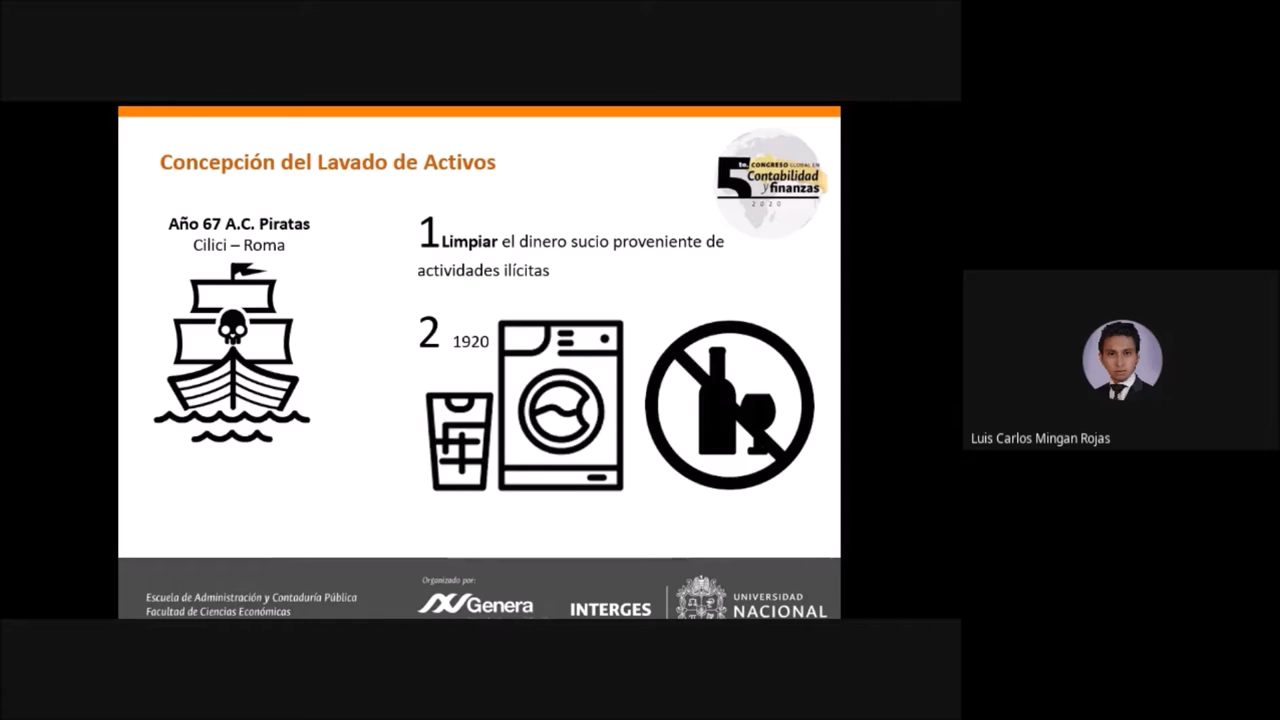 Concepción del Lavado de Activos
5to. CONGRESO GLOBAL EN
Contabilidad
y finanzas
2020
Año 67 A.C. Piratas
Cilici – Roma
1 Limpiar el dinero sucio proveniente de
actividades ilícitas
2 1920
Luis Carlos Mingan Rojas
Escuela de Administración y Contaduría Pública
Facultad de Ciencias Económicas
Organizado por:
Genera
INTERGES
UNIVERSIDAD
NACIONAL